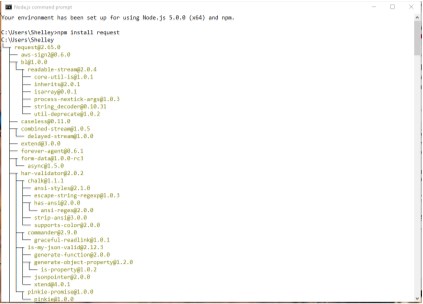 Node.js command prompt
Your environment has been set up for using Node.js 5.0.0 (x64) and npm.
C:\Users\Shelley>npm install request
C:\Users\Shelley
request@2.65.0
aws-sign2@0.6.0
bl@1.0.0
readable-stream@2.0.4
core-util-is@1.0.1
inherits@2.0.1
isarray@0.0.1
process-nextick-args@1.0.3
string_decoder@0.10.31
util-deprecate@1.0.2
caseless@0.11.0
combined-stream@1.0.5
delayed-stream@1.0.0
extend@3.0.0
forever-agent@0.6.1
form-data@1.0.0-rc3
async@1.5.0
har-validator@2.0.2
chalk@1.1.1
ansi-styles@2.1.0
escape-string-regexp@1.0.3
has-ansi@2.0.0
ansi-regex@2.0.0
strip-ansi@3.0.0
supports-color@2.0.0
commander@2.9.0
graceful-readlink@1.0.1
is-my-json-valid@2.12.3
generate-function@2.0.0
generate-object-property@1.2.0
is-property@1.0.2
jsonpointer@2.0.0
xtend@4.0.1
pinkie-promise@1.0.0
pinkie@1.0.0